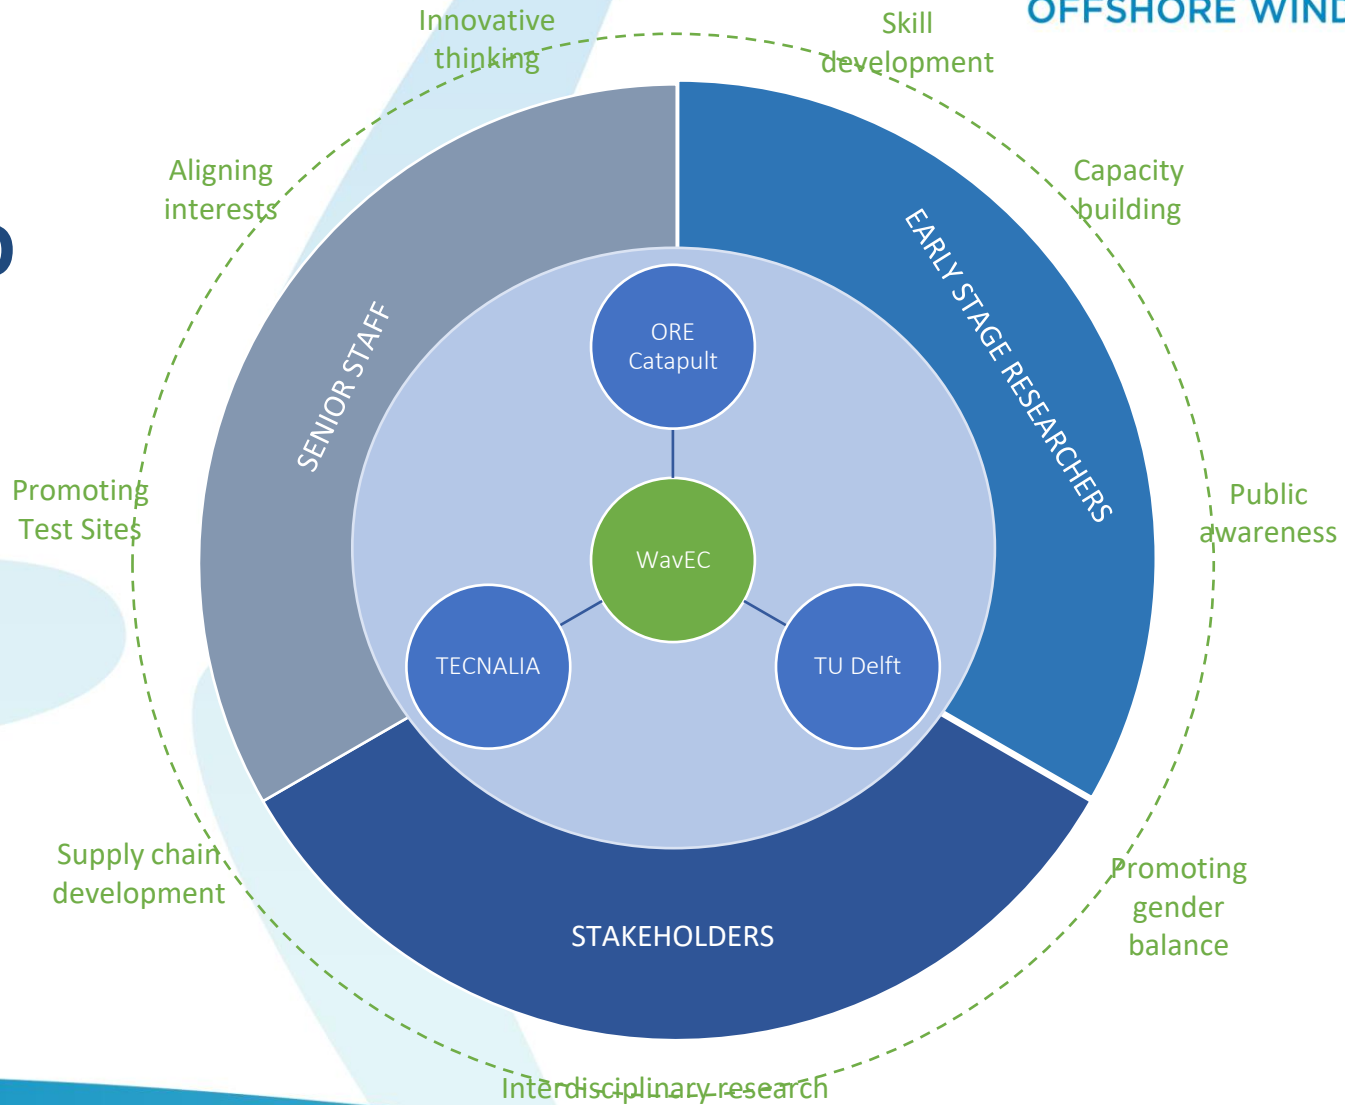 OFFSHORE WIND
Innovative
thinking
Skill
development
Aligning
interests
Capacity
building
EARLY STAGE RESEARCHERS
SENIOR STAFF
ORE
Catapult
Promoting
Test Sites
Public
awareness
WavEC
TECNALIA
TU Delft
Supply chain
development
Promoting
gender
balance
STAKEHOLDERS
Interdisciplinary research